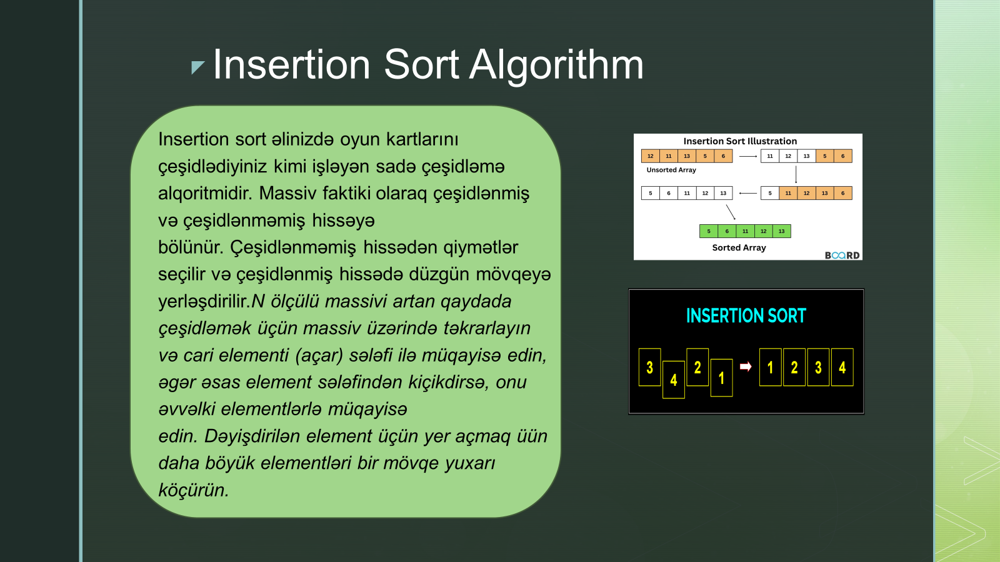 Insertion Sort Algorithm
Insertion sort əlinizdə oyun kartlarını
çeşidlədiyiniz kimi işləyən sadə çeşidləmə
alqoritmidir. Massiv faktiki olaraq çeşidlənmiş
və çeşidlənməmiş hissəyə
bölünür. Çeşidlənməmiş hissədən qiymətlər
seçilir və çeşidlənmiş hissədə düzgün mövqeyə
yerləşdirilir.N ölçülü massivi artan qaydada
çeşidləmək üçün massiv üzərində təkrarlayın
və cari elementi (açar) sələfi ilə müqayisə edin,
əgər əsas element sələfindən kiçikdirsə, onu
əvvəlki elementlərlə müqayisə
edin. Dəyişdirilən element üçün yer açmaq üün
daha böyük elementləri bir mövqe yuxarı
köçürün.
Insertion Sort Illustration
12 11 13 5 6
11 12 13 5 6
Unsorted Array
5 6 11 12 13
5 11 12 13 6
5 6 11 12 13
Sorted Array
BOARD
INSERTION SORT
3 4 2 1 1 2 3 4